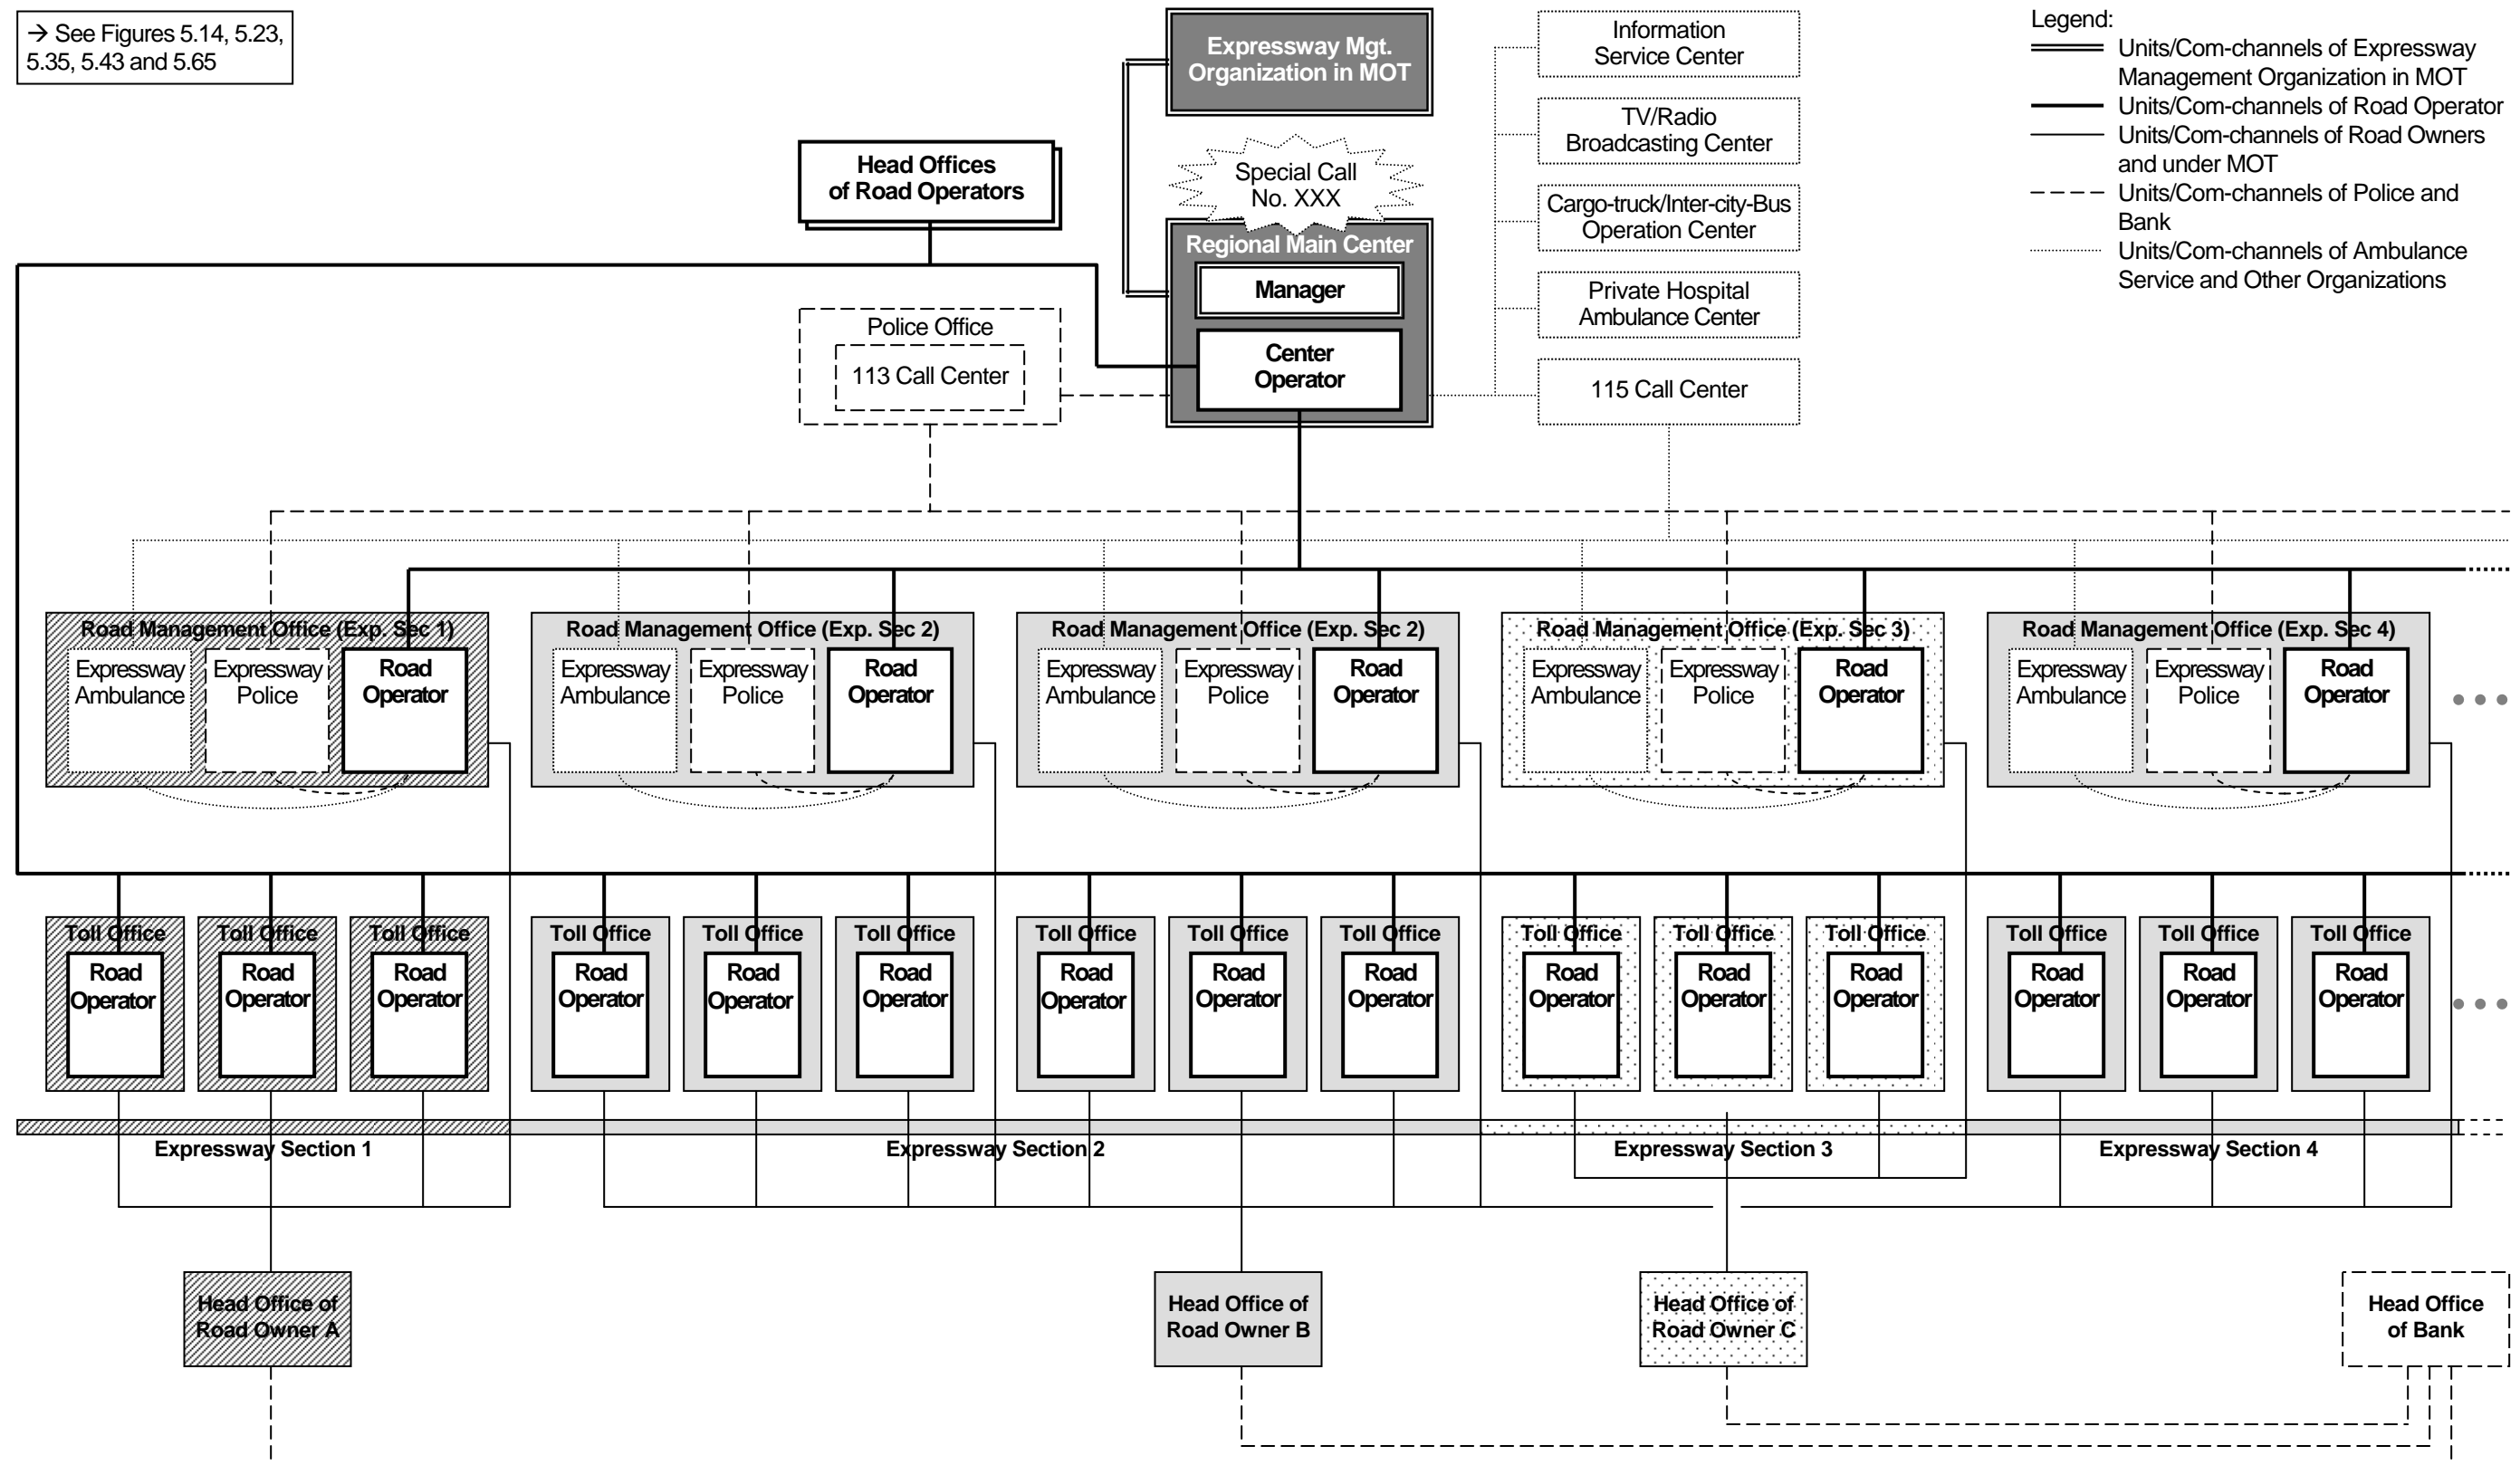 → See Figures 5.14, 5.23,
5.35, 5.43 and 5.65
Expressway Mgt.
Organization in MOT
Information
Service Center
TV/Radio
Broadcasting Center
Cargo-truck/Inter-city-Bus
Operation Center
Private Hospital
Ambulance Center
115 Call Center
Legend:
Units/Com-channels of Expressway
Management Organization in MOT
Units/Com-channels of Road Operator
Units/Com-channels of Road Owners
and under MOT
Units/Com-channels of Police and
Bank
Units/Com-channels of Ambulance
Service and Other Organizations
Head Offices
of Road Operators
Special Call
No. XXX
Regional Main Center
Manager
Center
Operator
Police Office
113 Call Center
Road Management Office (Exp. Sec 1)
Expressway
Ambulance
Expressway
Police
Road
Operator
Road Management Office (Exp. Sec 2)
Expressway
Ambulance
Expressway
Police
Road
Operator
Road Management Office (Exp. Sec 2)
Expressway
Ambulance
Expressway
Police
Road
Operator
Road Management Office (Exp. Sec 3)
Expressway
Ambulance
Expressway
Police
Road
Operator
Road Management Office (Exp. Sec 4)
Expressway
Ambulance
Expressway
Police
Road
Operator
Toll Office
Road
Operator
Toll Office
Road
Operator
Toll Office
Road
Operator
Toll Office
Road
Operator
Toll Office
Road
Operator
Toll Office
Road
Operator
Toll Office
Road
Operator
Toll Office
Road
Operator
Toll Office
Road
Operator
Toll Office
Road
Operator
Toll Office
Road
Operator
Toll Office
Road
Operator
Toll Office
Road
Operator
Toll Office
Road
Operator
Toll Office
Road
Operator
Expressway Section 1
Expressway Section 2
Expressway Section 3
Expressway Section 4
Head Office of
Road Owner A
Head Office of
Road Owner B
Head Office of
Road Owner C
Head Office
of Bank